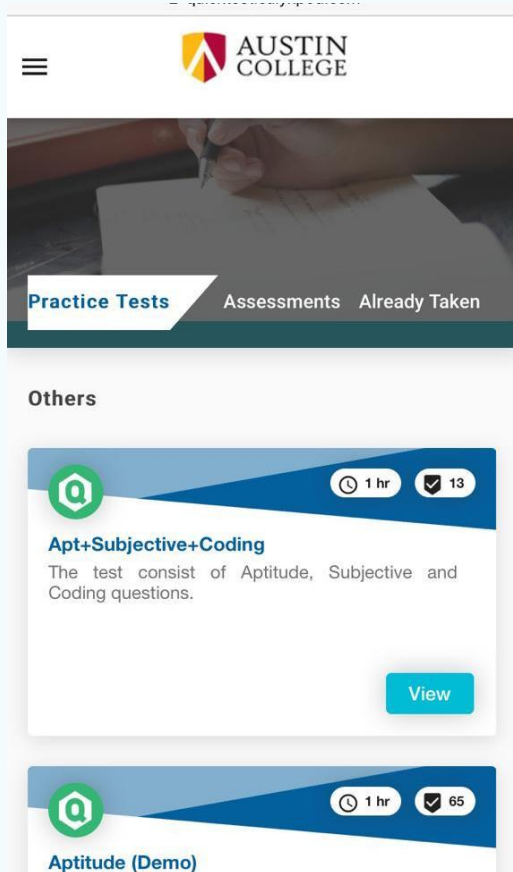 AUSTIN
COLLEGE
Practice Tests Assessments Already Taken
Others
1 hr 13
Apt+Subjective+Coding
The test consist of Aptitude, Subjective and
Coding questions.
View
1 hr 65
Aptitude (Demo)